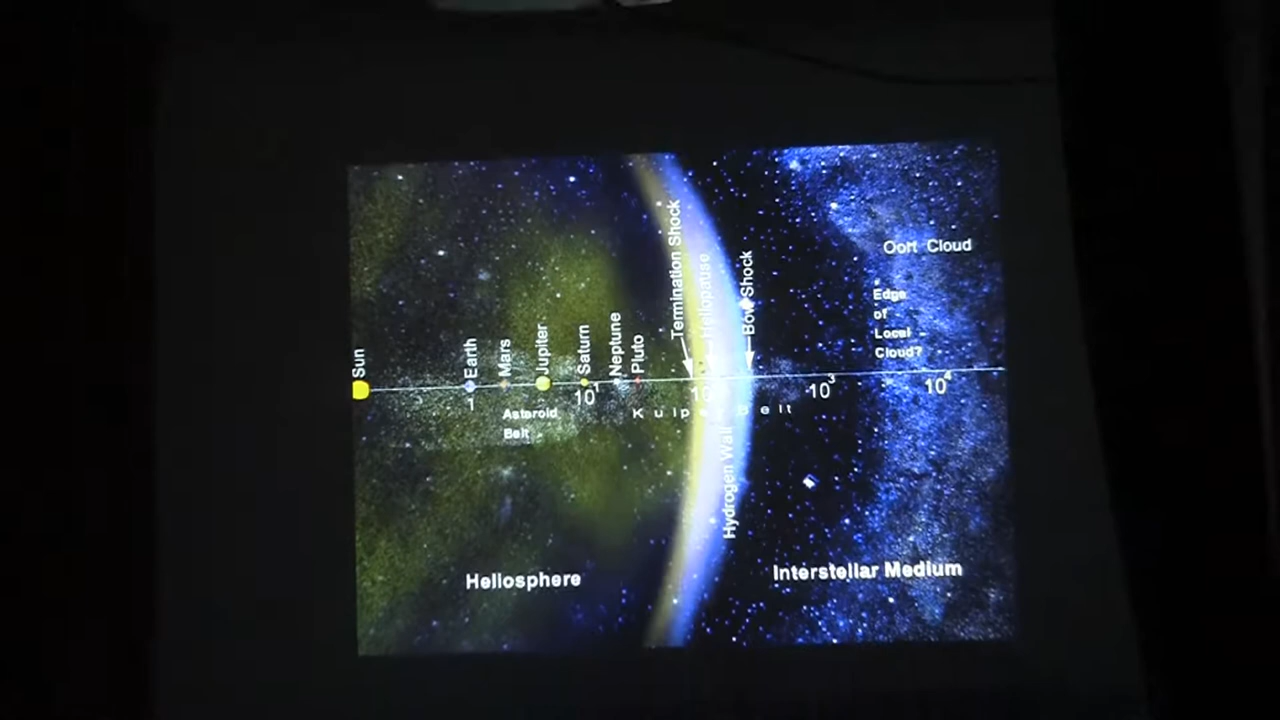 Sun
Earth
Mars
Jupiter
Saturn
Neptune
Pluto
Termination Shock
Heliopause
Bow Shock
Oort Cloud
Edge
of
Local
Cloud?
1
10¹
10
10³
10⁴
Asteroid
Belt
Kuiper Belt
Hydrogen Wall
Heliosphere
Interstellar Medium